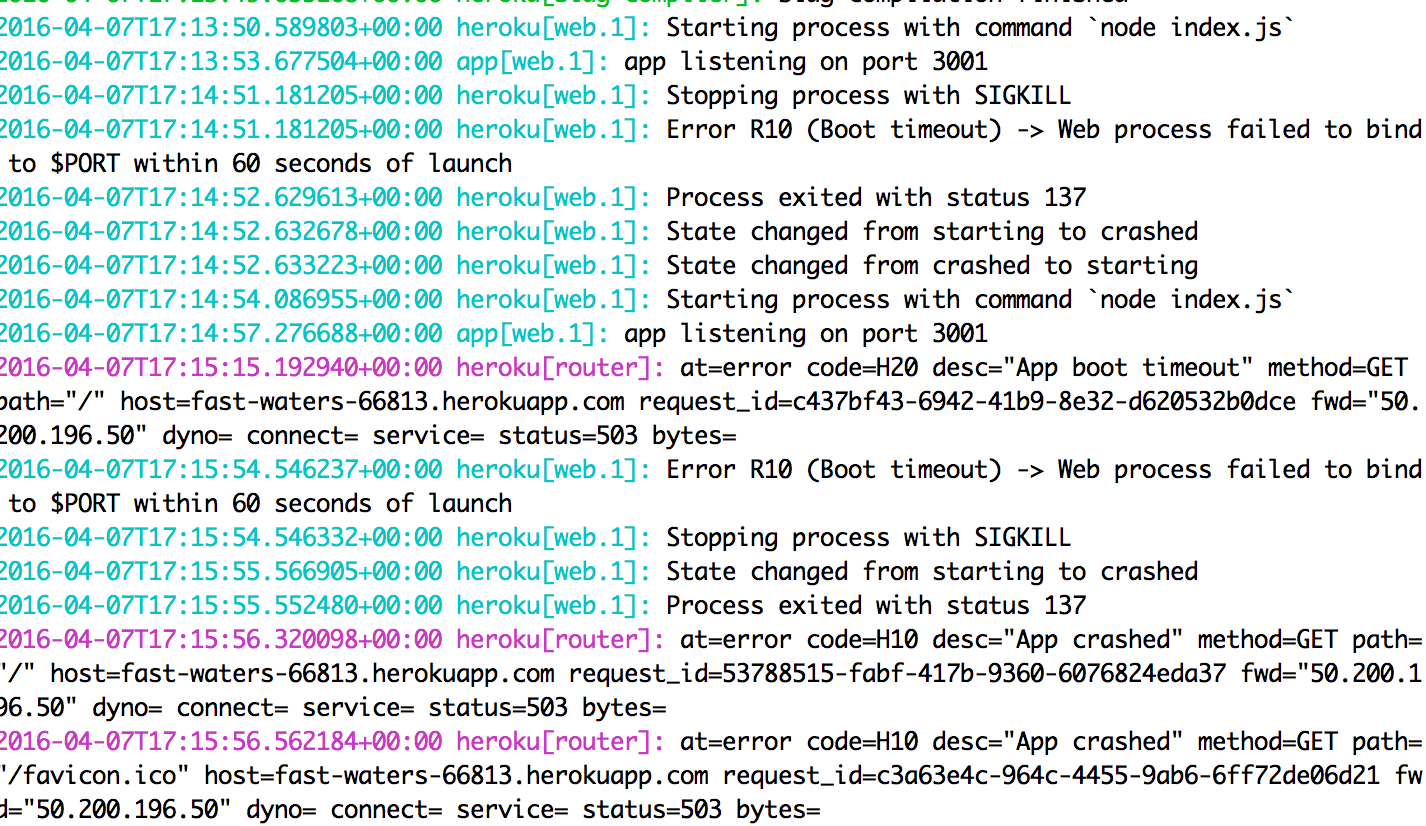 2016-04-07T17:13:50.589803+00:00 heroku[web.1]: Starting process with command `node index.js`
2016-04-07T17:13:53.677504+00:00 app[web.1]: app listening on port 3001
2016-04-07T17:14:51.181205+00:00 heroku[web.1]: Stopping process with SIGKILL
2016-04-07T17:14:51.181205+00:00 heroku[web.1]: Error R10 (Boot timeout) -> Web process failed to bind
to $PORT within 60 seconds of launch
2016-04-07T17:14:52.629613+00:00 heroku[web.1]: Process exited with status 137
2016-04-07T17:14:52.632678+00:00 heroku[web.1]: State changed from starting to crashed
2016-04-07T17:14:52.633223+00:00 heroku[web.1]: State changed from crashed to starting
2016-04-07T17:14:54.086955+00:00 heroku[web.1]: Starting process with command `node index.js`
2016-04-07T17:14:57.276688+00:00 app[web.1]: app listening on port 3001
2016-04-07T17:15:15.192940+00:00 heroku[router]: at=error code=H20 desc="App boot timeout" method=GET
path="/" host=fast-waters-66813.herokuapp.com request_id=c437bf43-6942-41b9-8e32-d620532b0dce fwd="50.
200.196.50" dyno= connect= service= status=503 bytes=
2016-04-07T17:15:54.546237+00:00 heroku[web.1]: Error R10 (Boot timeout) -> Web process failed to bind
to $PORT within 60 seconds of launch
2016-04-07T17:15:54.546332+00:00 heroku[web.1]: Stopping process with SIGKILL
2016-04-07T17:15:55.566905+00:00 heroku[web.1]: State changed from starting to crashed
2016-04-07T17:15:55.552480+00:00 heroku[web.1]: Process exited with status 137
2016-04-07T17:15:56.320098+00:00 heroku[router]: at=error code=H10 desc="App crashed" method=GET path=
"/" host=fast-waters-66813.herokuapp.com request_id=53788515-fabf-417b-9360-6076824eda37 fwd="50.200.1
96.50" dyno= connect= service= status=503 bytes=
2016-04-07T17:15:56.562184+00:00 heroku[router]: at=error code=H10 desc="App crashed" method=GET path=
"/favicon.ico" host=fast-waters-66813.herokuapp.com request_id=c3a63e4c-964c-4455-9ab6-6ff72de06d21 fw
d="50.200.196.50" dyno= connect= service= status=503 bytes=